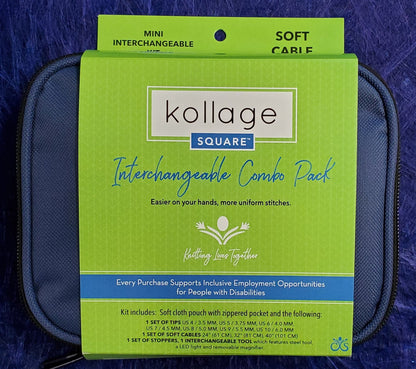 MINI
INTERCHANGEABLE
SOFT
CABLE
kollage
SQUARE™
Interchangeable Combo Pack
Easier on your hands, more uniform stitches.
Knitting Lives Together
Every Purchase Supports Inclusive Employment Opportunities
for People with Disabilities
Kit includes: Soft cloth pouch with zippered pocket and the following:
1 SET OF TIPS US 4 / 3.5 MM, US 5 / 3.75 MM, US 6 / 4.0 MM
US 7 / 4.5 MM, US 8 / 5.0 MM, US 9 / 5.5 MM, US 10 / 6.0 MM
1 SET OF SOFT CABLES 24" (61 CM), 32" (81 CM), 40" (101 CM)
1 SET OF STOPPERS, 1 INTERCHANGEABLE TOOL which features steel tool,
a LED light and removable magnifier.